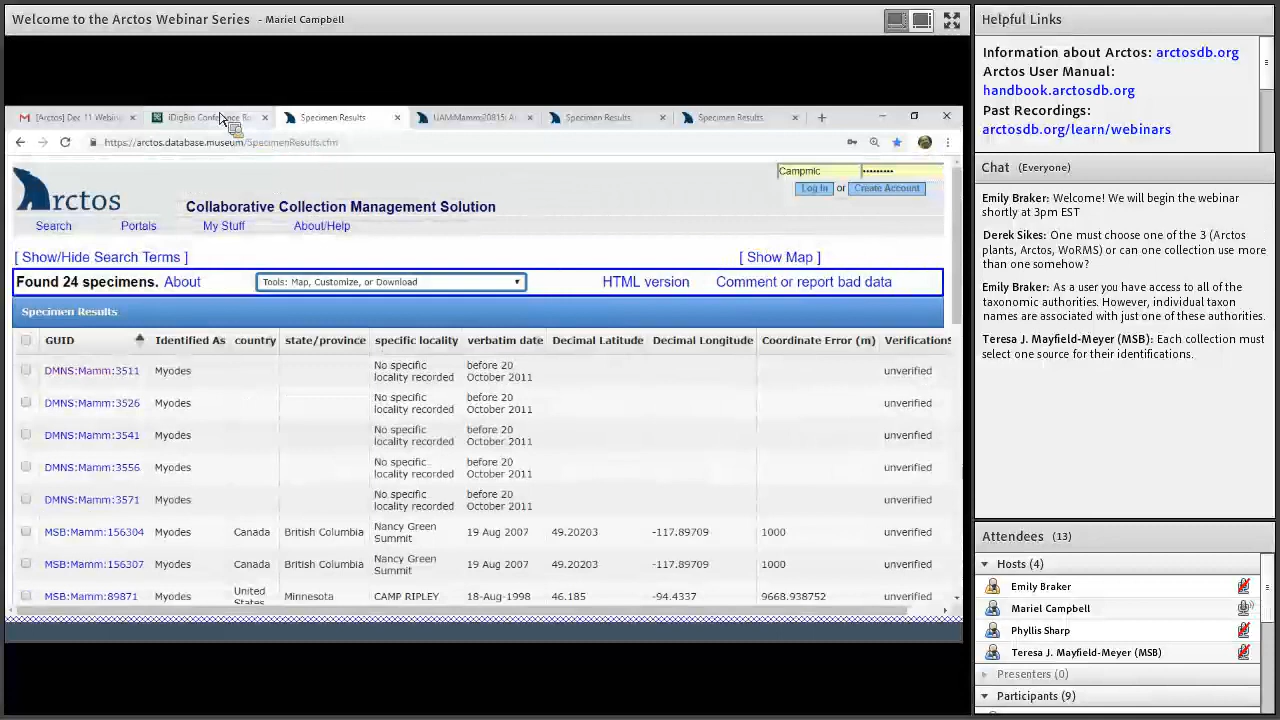 Welcome to the Arctos Webinar Series - Mariel Campbell
[Arctos] Dec 11 Webin
iDigBio Conference
Specimen Results
Specimen Results
Specimen Results
https://arctos.database.museum/SpecimenResults.cfm
Campmic
Log In or Create Account
Arctos
Collaborative Collection Management Solution
Search Portals My Stuff About/Help
[ Show/Hide Search Terms ] [ Show Map ]
Found 24 specimens. About Tools: Map, Customize, or Download HTML version Comment or report bad data
Specimen Results
GUID Identified As country state/province specific locality verbatim date Decimal Latitude Decimal Longitude Coordinate Error (m) Verifications
DMNS:Mamm:3511 Myodes No specific locality recorded before 20 October 2011 unverified
DMNS:Mamm:3526 Myodes No specific locality recorded before 20 October 2011 unverified
DMNS:Mamm:3541 Myodes No specific locality recorded before 20 October 2011 unverified
DMNS:Mamm:3556 Myodes No specific locality recorded before 20 October 2011 unverified
DMNS:Mamm:3571 Myodes No specific locality recorded before 20 October 2011 unverified
MSB:Mamm:156304 Myodes Canada British Columbia Nancy Green Summit 19 Aug 2007 49.20203 -117.89709 1000 unverified
MSB:Mamm:156307 Myodes Canada British Columbia Nancy Green Summit 19 Aug 2007 49.20203 -117.89709 1000 unverified
MSB:Mamm:89871 Myodes United States Minnesota CAMP RIPLEY 18-Aug-1998 46.185 -94.4337 9668.938752 unverified
Helpful Links
Information about Arctos: arctosdb.org
Arctos User Manual:
handbook.arctosdb.org
Past Recordings:
arctosdb.org/learn/webinars
Chat (Everyone)
Emily Braker: Welcome! We will begin the webinar
shortly at 3pm EST
Derek Sikes: One must choose one of the 3 (Arctos
plants, Arctos, WoRMS) or can one collection use more
than one somehow?
Emily Braker: As a user you have access to all of the
taxonomic authorities. However, individual taxon
names are associated with just one of these authorities.
Teresa J. Mayfield-Meyer (MSB): Each collection must
select one source for their identifications.
Attendees (13)
Hosts (4)
Emily Braker
Mariel Campbell
Phyllis Sharp
Teresa J. Mayfield-Meyer (MSB)
Presenters (0)
Participants (9)